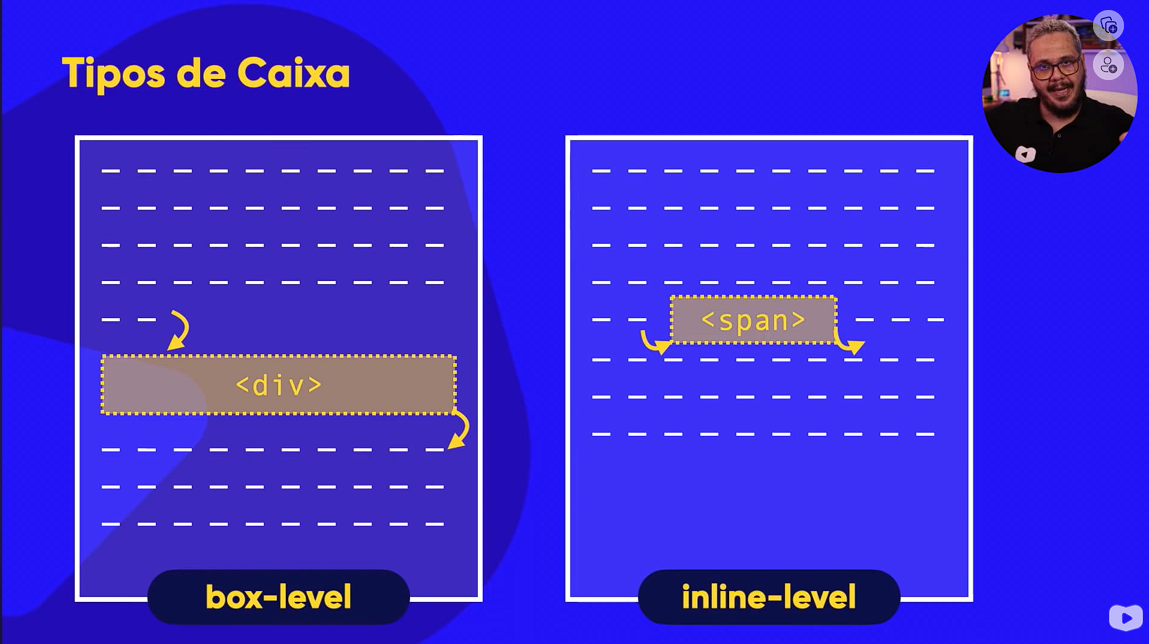 Tipos de Caixa
<div>
<span>
box-level
inline-level